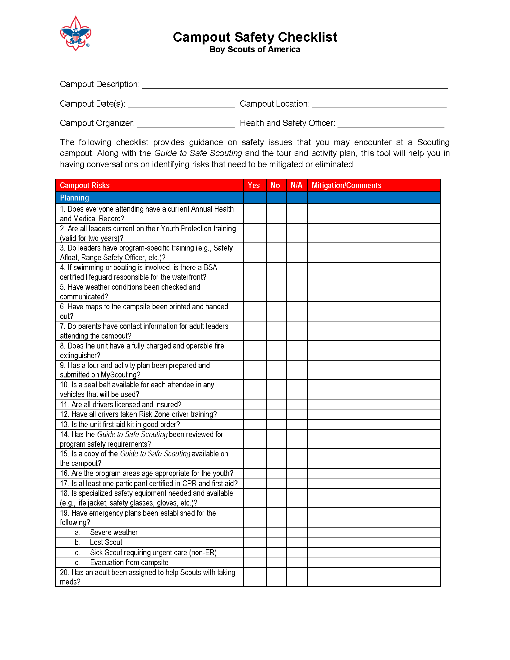 Campout Safety Checklist
Boy Scouts of America
Campout Description:
Campout Date(s): Campout Location:
Campout Organizer: Health and Safety Officer:
The following checklist provides guidance on safety issues that you may encounter at a Scouting
campout. Along with the Guide to Safe Scouting and the tour and activity plan, this tool will help you in
having conversations on identifying risks that need to be mitigated or eliminated.
Campout Risks Yes No N/A Mitigation/Comments
Planning
1. Does everyone attending have a current Annual Health
and Medical Record?
2. Are all leaders current on their Youth Protection training
(valid for two years)?
3. Do leaders have program-specific training (e.g., Safety
Afloat, Range Safety Officer, etc.)?
4. If swimming or boating is involved, is there a BSA
certified lifeguard responsible for the waterfront?
5. Have weather conditions been checked and
communicated?
6. Have maps to the campsite been printed and handed
out?
7. Do parents have contact information for adult leaders
attending the campout?
8. Does the unit have a fully charged and operable fire
extinguisher?
9. Has a tour and activity plan been prepared and
submitted on MyScouting?
10. Is a seat belt available for each attendee in any
vehicles that will be used?
11. Are all drivers licensed and insured?
12. Have all drivers taken Risk Zone driver training?
13. Is the unit first-aid kit in good order?
14. Has the Guide to Safe Scouting been reviewed for
program safety requirements?
15. Is a copy of the Guide to Safe Scouting available on
the campout?
16. Are the program areas age appropriate for the youth?
17. Is at least one participant certified in CPR and first aid?
18. Is specialized safety equipment needed and available
(e.g., life jacket, safety glasses, gloves, etc.)?
19. Have emergency plans been established for the
following?
a. Severe weather
b. Lost Scout
c. Sick Scout requiring urgent care (non-ER)
d. Evacuation from campsite
20. Has an adult been assigned to help Scouts with taking
meds?